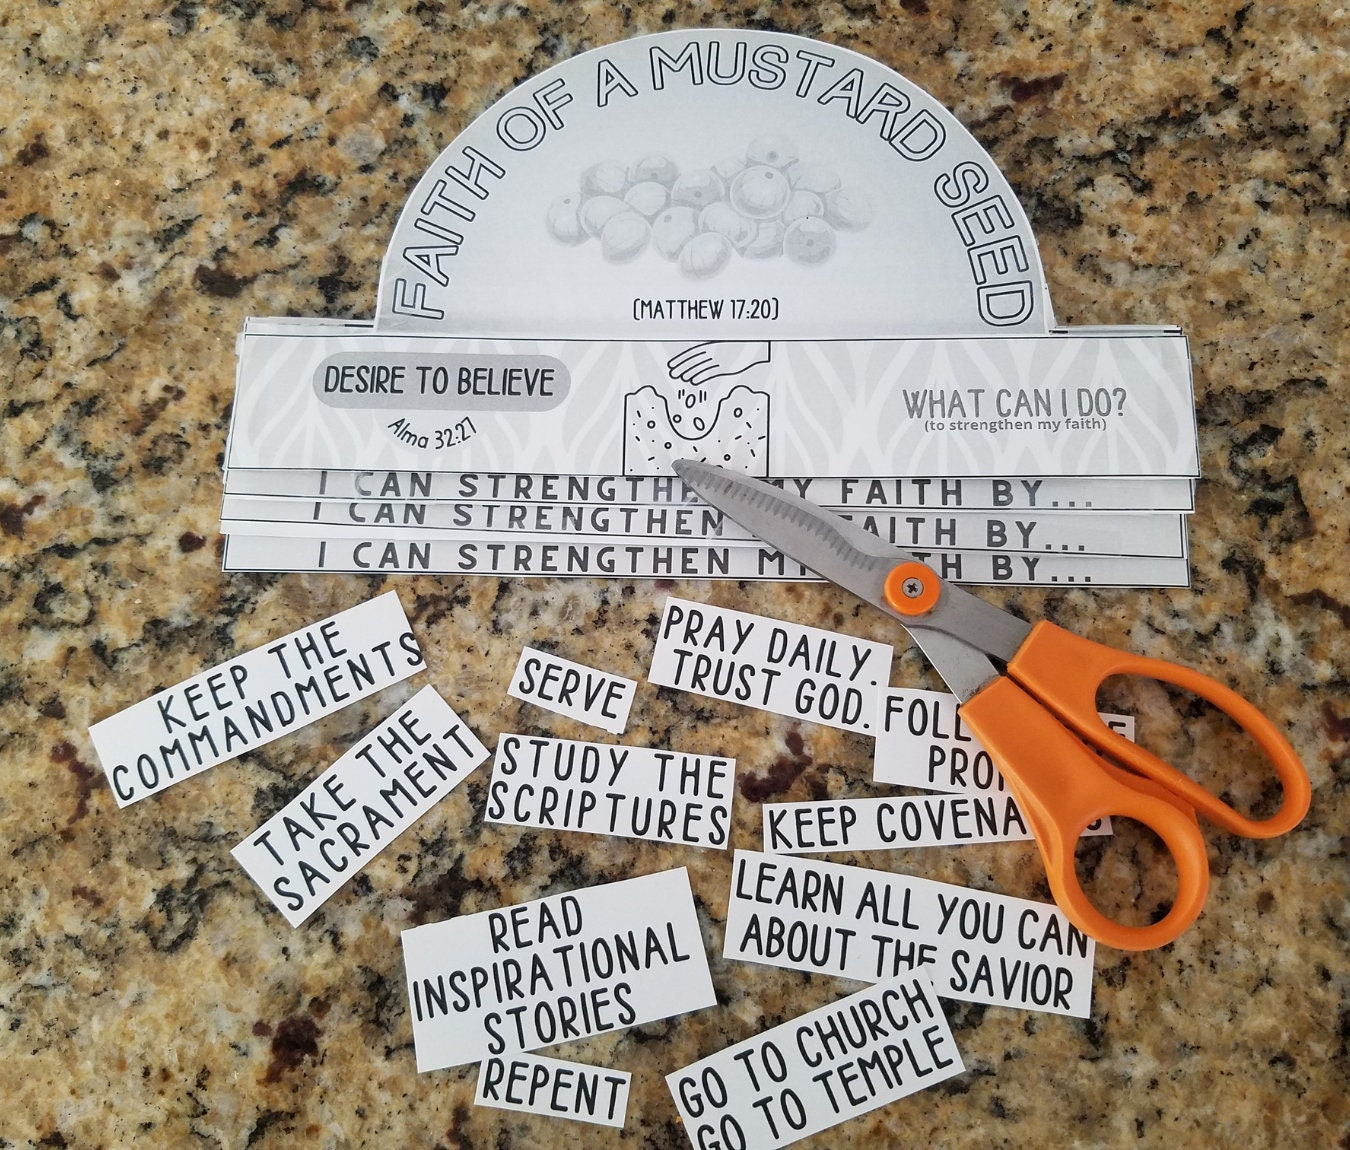 FAITH OF A MUSTARD SEED
(MATTHEW 17:20)
DESIRE TO BELIEVE
Alma 32:27
"O"
WHAT CAN I DO?
(to strengthen my faith)
I CAN STRENGTHEN MY FAITH BY...
I CAN STRENGTHEN FAITH BY...
I CAN STRENGTHEN MY BY...
KEEP THE
COMMANDMENTS
SERVE
PRAY DAILY.
TRUST GOD.
TAKE THE
SACRAMENT
STUDY THE
SCRIPTURES
KEEP
READ
INSPIRATIONAL
STORIES
LEARN ALL YOU CAN
ABOUT THE SAVIOR
REPENT
GO TO CHURCH
GO TO TEMPLE